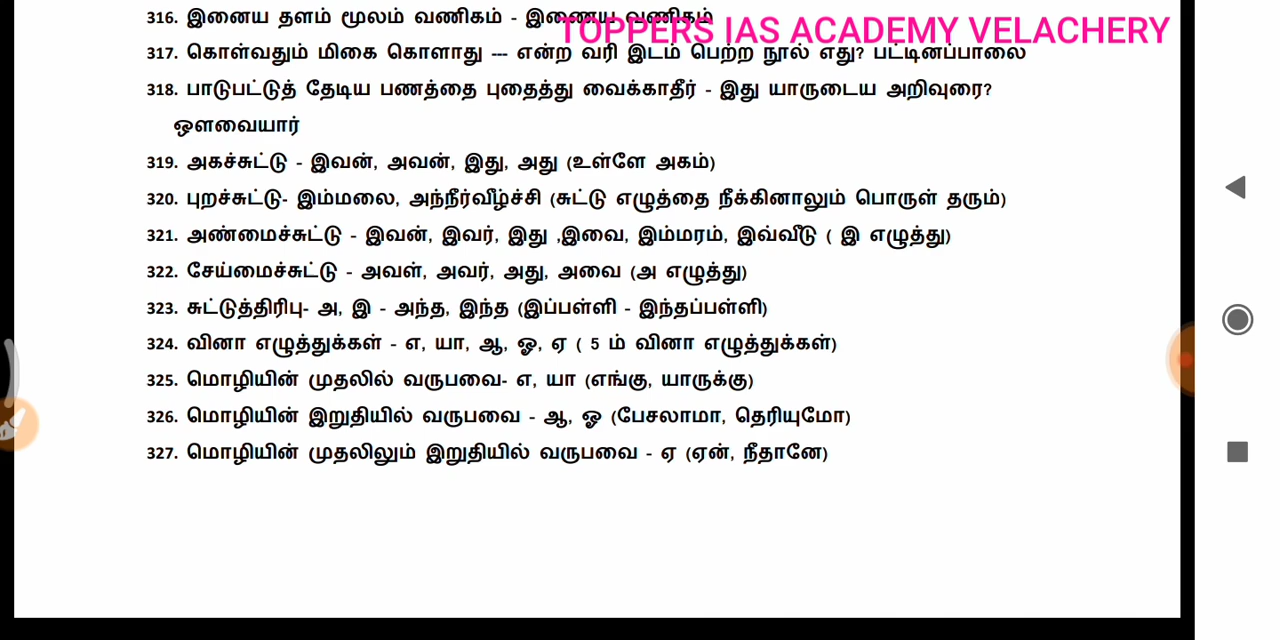 316. இனைய தளம் மூலம் வணிகம் - இணைய வணிகம்
TOPPERS IAS ACADEMY VELACHERY
317. கொள்வதும் மிகை கொளாது --- என்ற வரி இடம் பெற்ற நூல் எது? பட்டினப்பாலை
318. பாடுபட்டுத் தேடிய பணத்தை புதைத்து வைக்காதீர் - இது யாருடைய அறிவுரை?
ஒளவையார்
319. அகச்சுட்டு - இவன், அவன், இது, அது (உள்ளே அகம்)
320. புறச்சுட்டு- இம்மலை, அந்நீர்வீழ்ச்சி (சுட்டு எழுத்தை நீக்கினாலும் பொருள் தரும்)
321. அண்மைச்சுட்டு - இவன், இவர், இது ,இவை, இம்மரம், இவ்வீடு ( இ எழுத்து)
322. சேய்மைச்சுட்டு - அவள், அவர், அது, அவை (அ எழுத்து)
323. சுட்டுத்திரிபு- அ, இ - அந்த, இந்த (இப்பள்ளி - இந்தப்பள்ளி)
324. வினா எழுத்துக்கள் - எ, யா, ஆ, ஓ, ஏ ( 5 ம் வினா எழுத்துக்கள்)
325. மொழியின் முதலில் வருபவை- எ, யா (எங்கு, யாருக்கு)
326. மொழியின் இறுதியில் வருபவை - ஆ, ஓ (பேசலாமா, தெரியுமோ)
327. மொழியின் முதலிலும் இறுதியில் வருபவை - ஏ (ஏன், நீதானே)